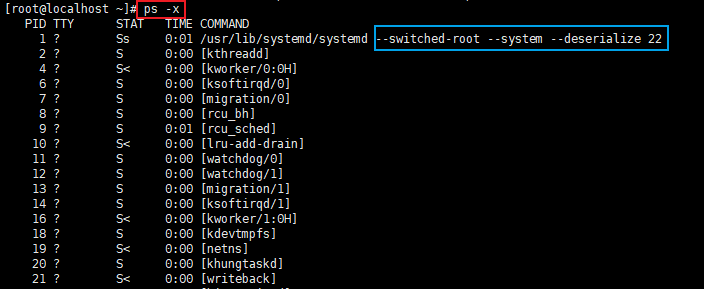 [root@localhost ~]# ps -x
PID TTY STAT TIME COMMAND
1 ? Ss 0:01 /usr/lib/systemd/systemd --switched-root --system --deserialize 22
2 ? S 0:00 [kthreadd]
4 ? S< 0:00 [kworker/0:0H]
6 ? S 0:00 [ksoftirqd/0]
7 ? S 0:00 [migration/0]
8 ? S 0:00 [rcu_bh]
9 ? S 0:01 [rcu_sched]
10 ? S< 0:00 [lru-add-drain]
11 ? S 0:00 [watchdog/0]
12 ? S 0:00 [watchdog/1]
13 ? S 0:00 [migration/1]
14 ? S 0:00 [ksoftirqd/1]
16 ? S< 0:00 [kworker/1:0H]
18 ? S 0:00 [kdevtmpfs]
19 ? S< 0:00 [netns]
20 ? S 0:00 [khungtaskd]
21 ? S< 0:00 [writeback]